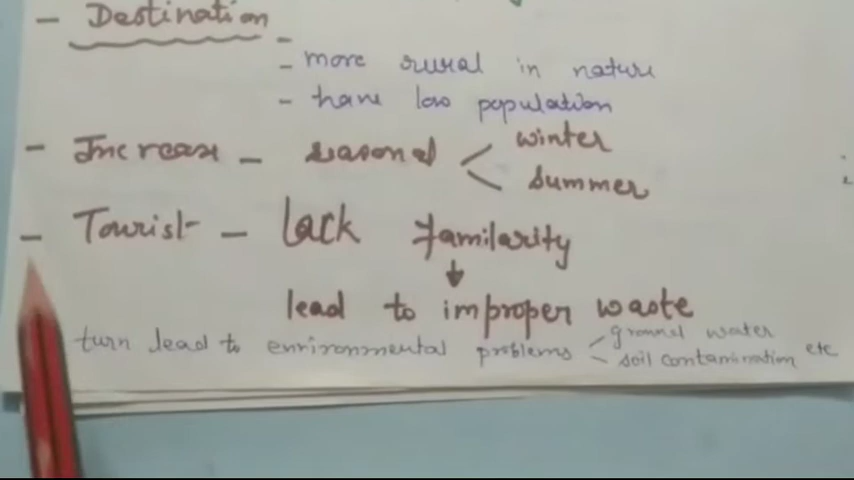 - Destination -
- more rural in nature
- have low population
- Increase - seasonal < winter
summer
- Tourist - lack familarity
↓
lead to improper waste
turn lead to environmental problems < ground water
soil contamination etc